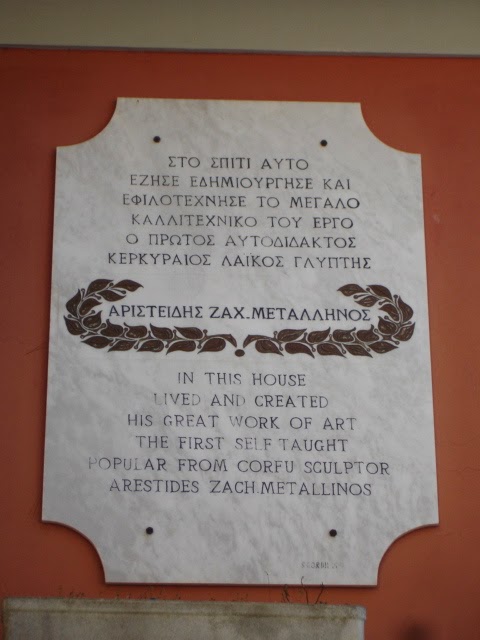 ΣΤΟ ΣΠΙΤΙ ΑΥΤΟ
ΕΖΗΣΕ ΕΔΗΜΙΟΥΡΓΗΣΕ ΚΑΙ
ΕΦΙΛΟΤΕΧΝΗΣΕ ΤΟ ΜΕΓΑΛΟ
ΚΑΛΛΙΤΕΧΝΙΚΟ ΤΟΥ ΕΡΓΟ
Ο ΠΡΩΤΟΣ ΑΥΤΟΔΙΔΑΚΤΟΣ
ΚΕΡΚΥΡΑΙΟΣ ΛΑΪΚΟΣ ΓΛΥΠΤΗΣ
ΑΡΙΣΤΕΙΔΗΣ ΖΑΧ. ΜΕΤΑΛΛΗΝΟΣ
IN THIS HOUSE
LIVED AND CREATED
HIS GREAT WORK OF ART
THE FIRST SELF TAUGHT
POPULAR FROM CORFU SCULPTOR
ARESTIDES ZACH. METALLINOS